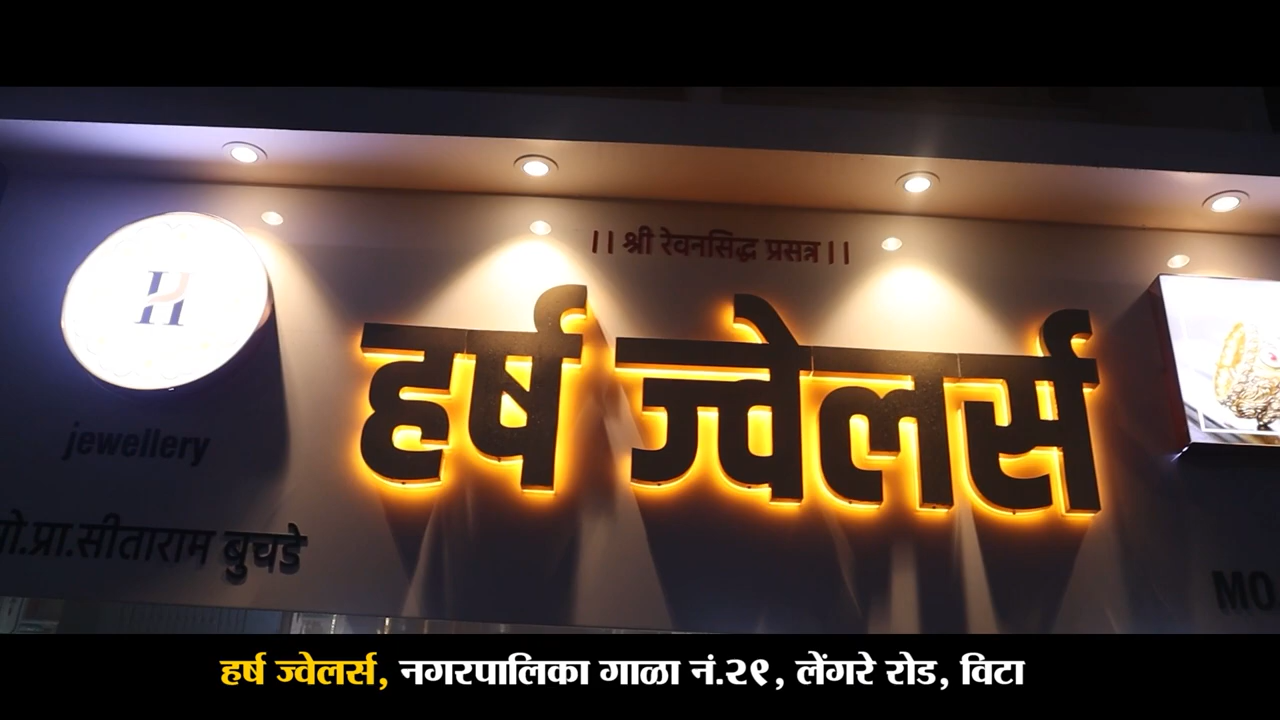 ।। श्री रेवनसिद्ध प्रसन्न ।।
H
हर्ष ज्वेलर्स
jewellery
प्रो.प्रा.सीताराम बुचडे
हर्ष ज्वेलर्स, नगरपालिका गाळा नं.२९, लेंगरे रोड, विटा